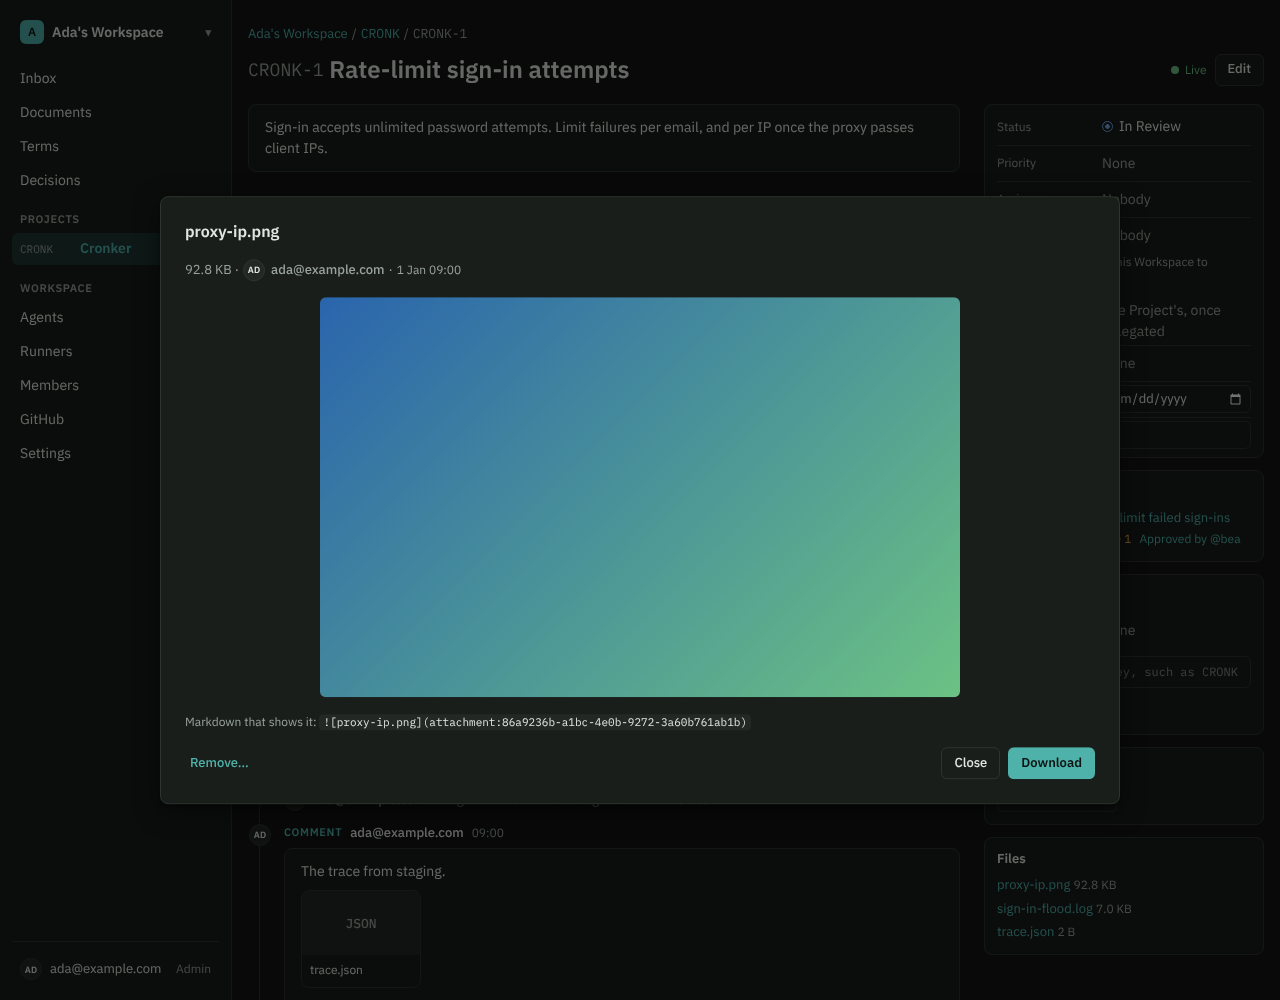 A Ada's Workspace ▾
Inbox
Documents
Terms
Decisions
PROJECTS
CRONK Cronker
WORKSPACE
Agents
Runners
Members
GitHub
Settings
AD ada@example.com Admin
Ada's Workspace / CRONK / CRONK-1
CRONK-1 Rate-limit sign-in attempts
Live Edit
Sign-in accepts unlimited password attempts. Limit failures per email, and per IP once the proxy passes
client IPs.
Status In Review
Priority None
body
body
his Workspace to
e Project's, once
legated
ne
m/dd/yyyy
limit failed sign-ins
1 Approved by @bea
ne
ey, such as CRONK
proxy-ip.png
92.8 KB · AD ada@example.com · 1 Jan 09:00
Markdown that shows it: ![proxy-ip.png](attachment:86a9236b-a1bc-4e0b-9272-3a60b761ab1b)
Remove...
Close
Download
AD COMMENT ada@example.com 09:00
The trace from staging.
JSON
trace.json
Files
proxy-ip.png 92.8 KB
sign-in-flood.log 7.0 KB
trace.json 2 B